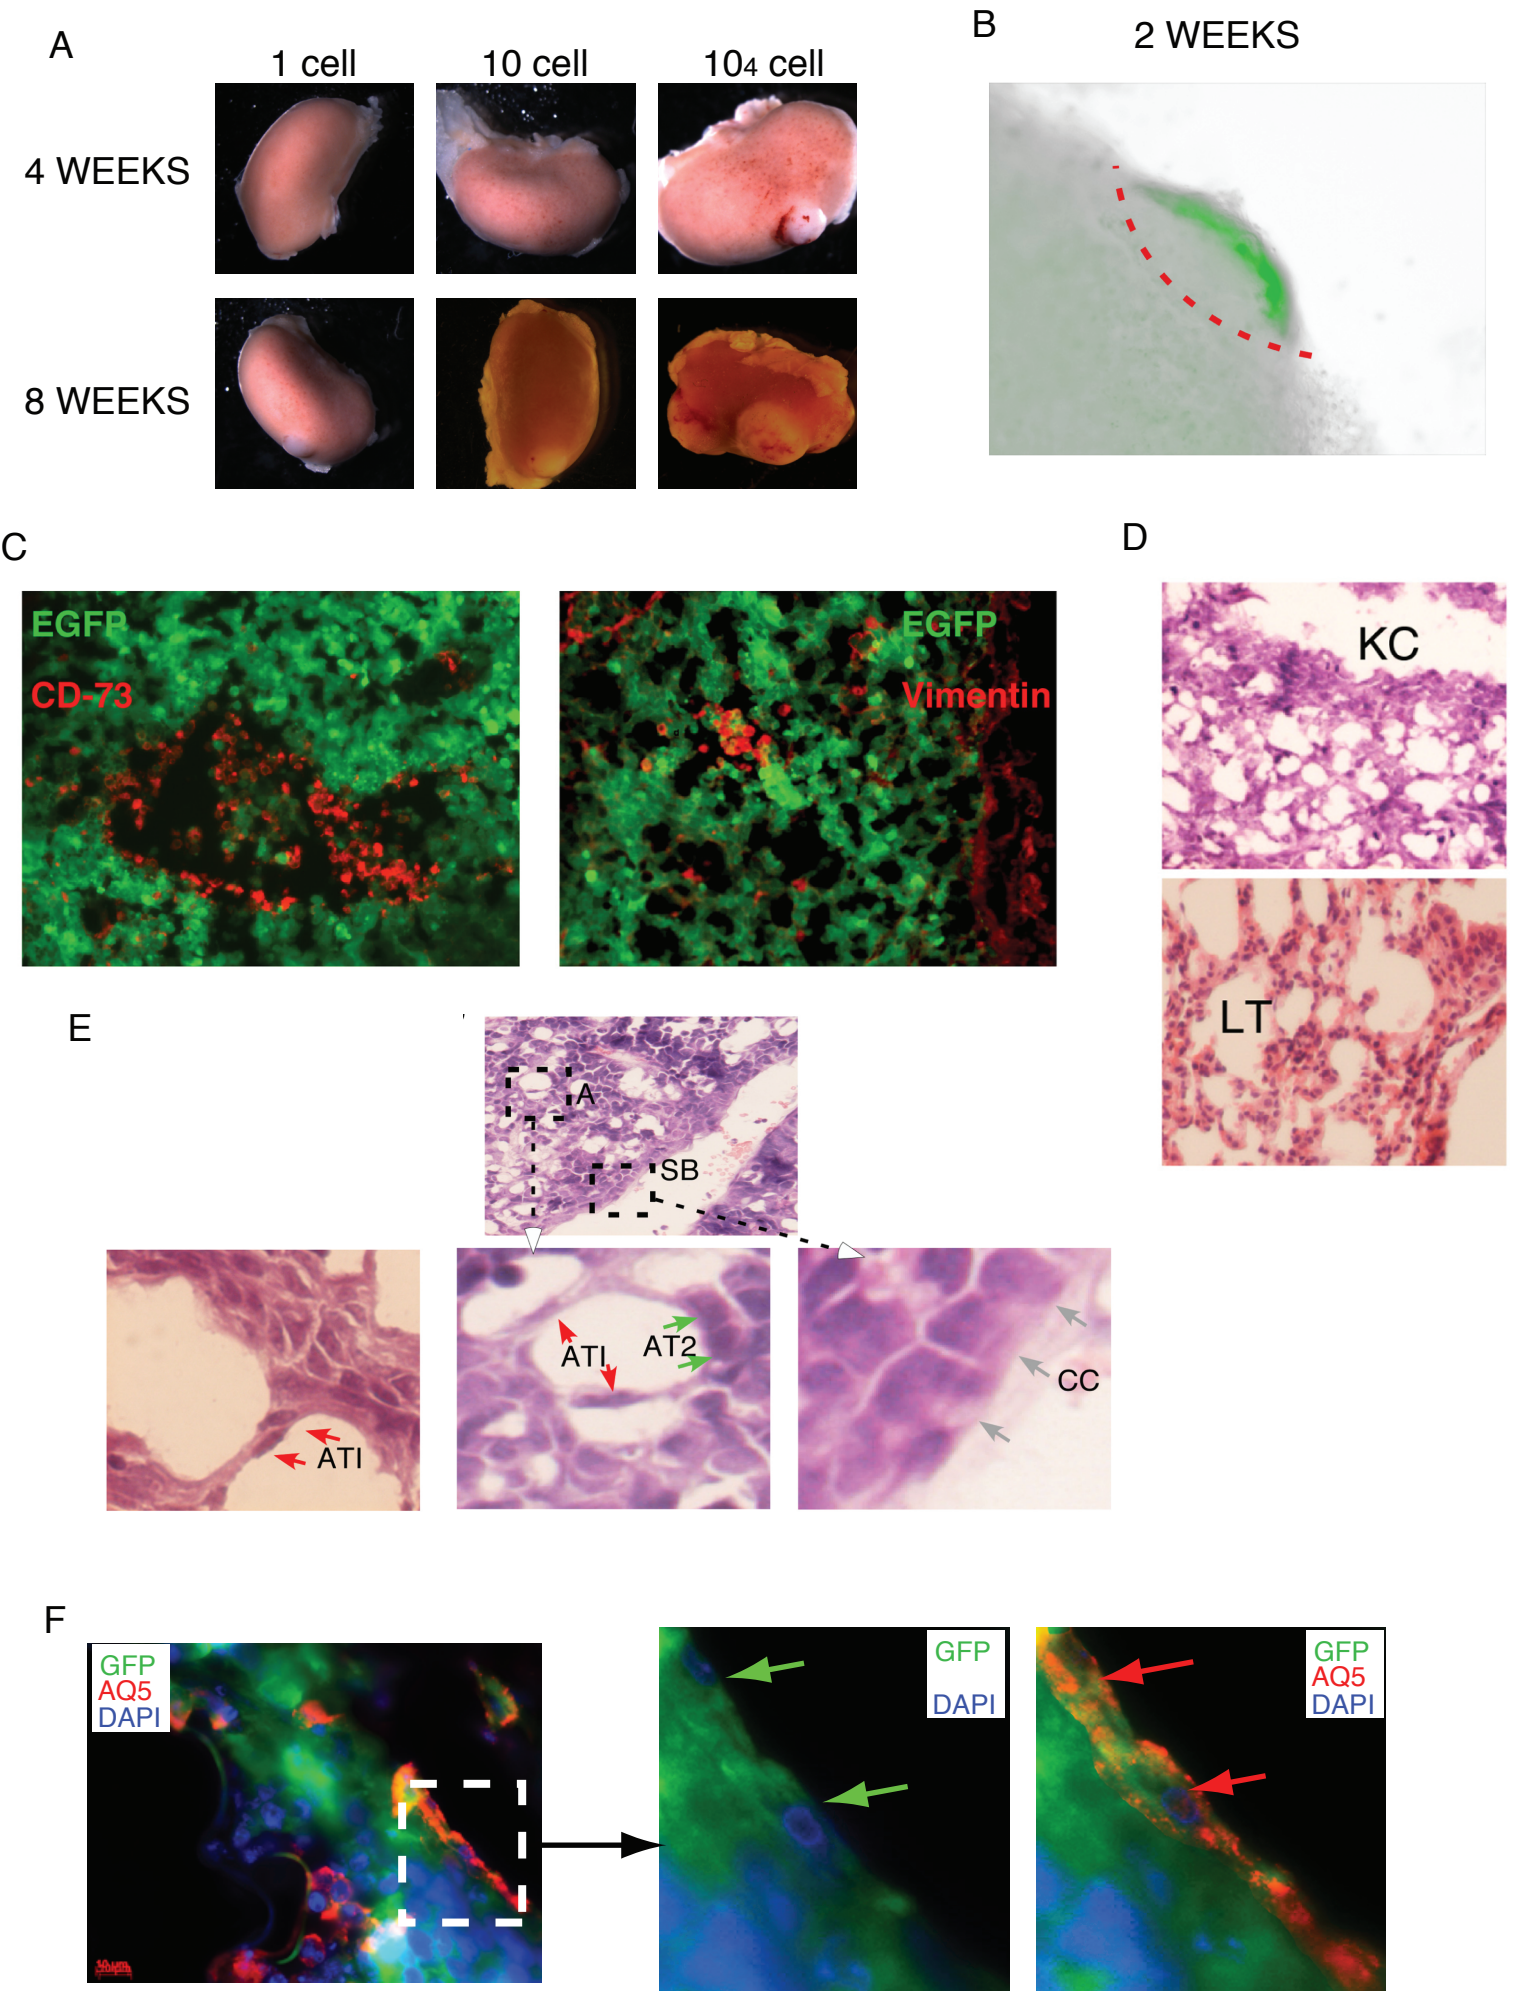 A
1 cell
10 cell
104 cell
4 WEEKS
8 WEEKS
B
2 WEEKS
C
EGFP
CD-73
EGFP
Vimentin
D
KC
LT
E
A
SB
ATI
ATI
AT2
CC
F
GFP
AQ5
DAPI
GFP
DAPI
GFP
AQ5
DAPI